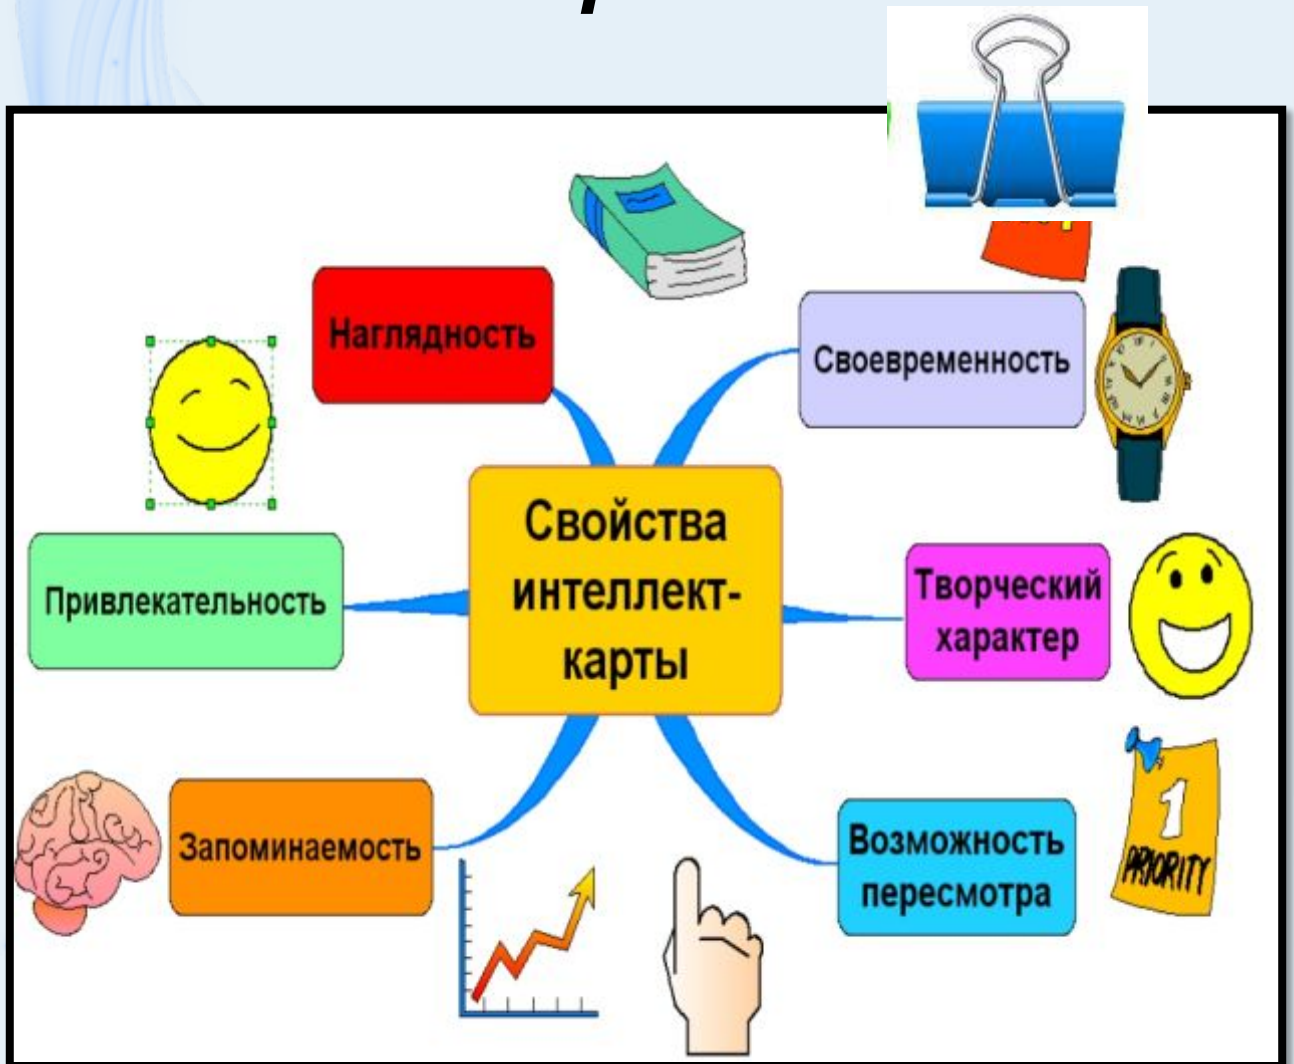 Наглядность
Своевременность
Свойства
интеллект-
карты
Привлекательность
Творческий
характер
Запоминаемость
Возможность
пересмотра
1
PRIORITY